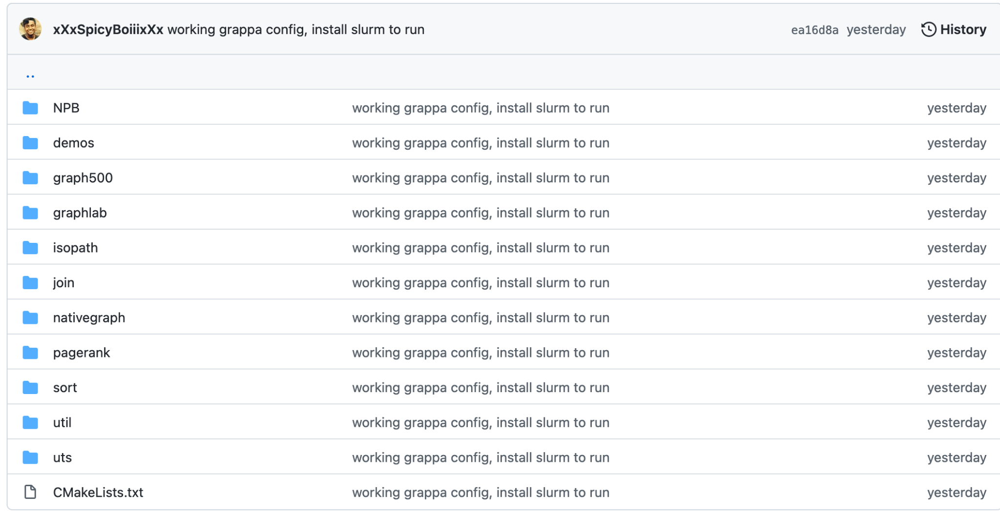 xXxSpicyBoiiixXx working grappa config, install slurm to run ea16d8a yesterday History
..
NPB working grappa config, install slurm to run yesterday
demos working grappa config, install slurm to run yesterday
graph500 working grappa config, install slurm to run yesterday
graphlab working grappa config, install slurm to run yesterday
isopath working grappa config, install slurm to run yesterday
join working grappa config, install slurm to run yesterday
nativegraph working grappa config, install slurm to run yesterday
pagerank working grappa config, install slurm to run yesterday
sort working grappa config, install slurm to run yesterday
util working grappa config, install slurm to run yesterday
uts working grappa config, install slurm to run yesterday
CMakeLists.txt working grappa config, install slurm to run yesterday